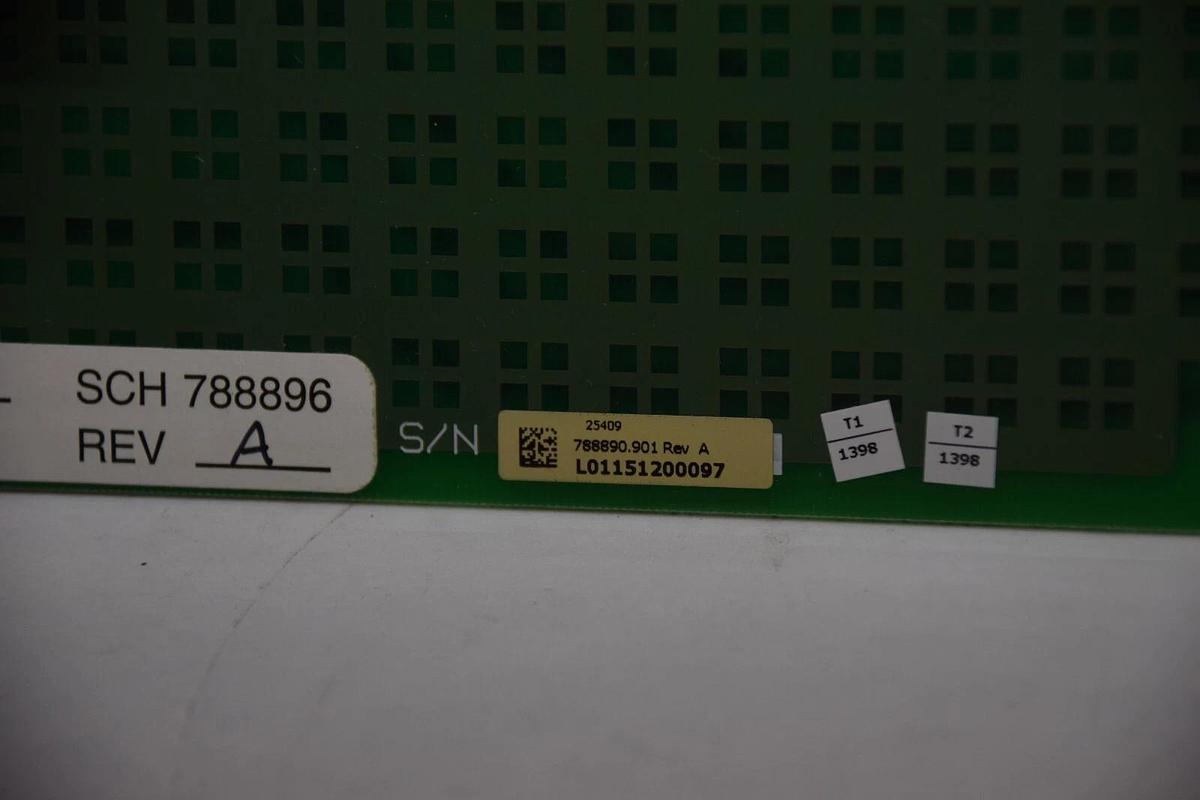 SCH 788896
REV A
S/N
25409
788890.901 Rev A
L01151200097
T1
1398
T2
1398